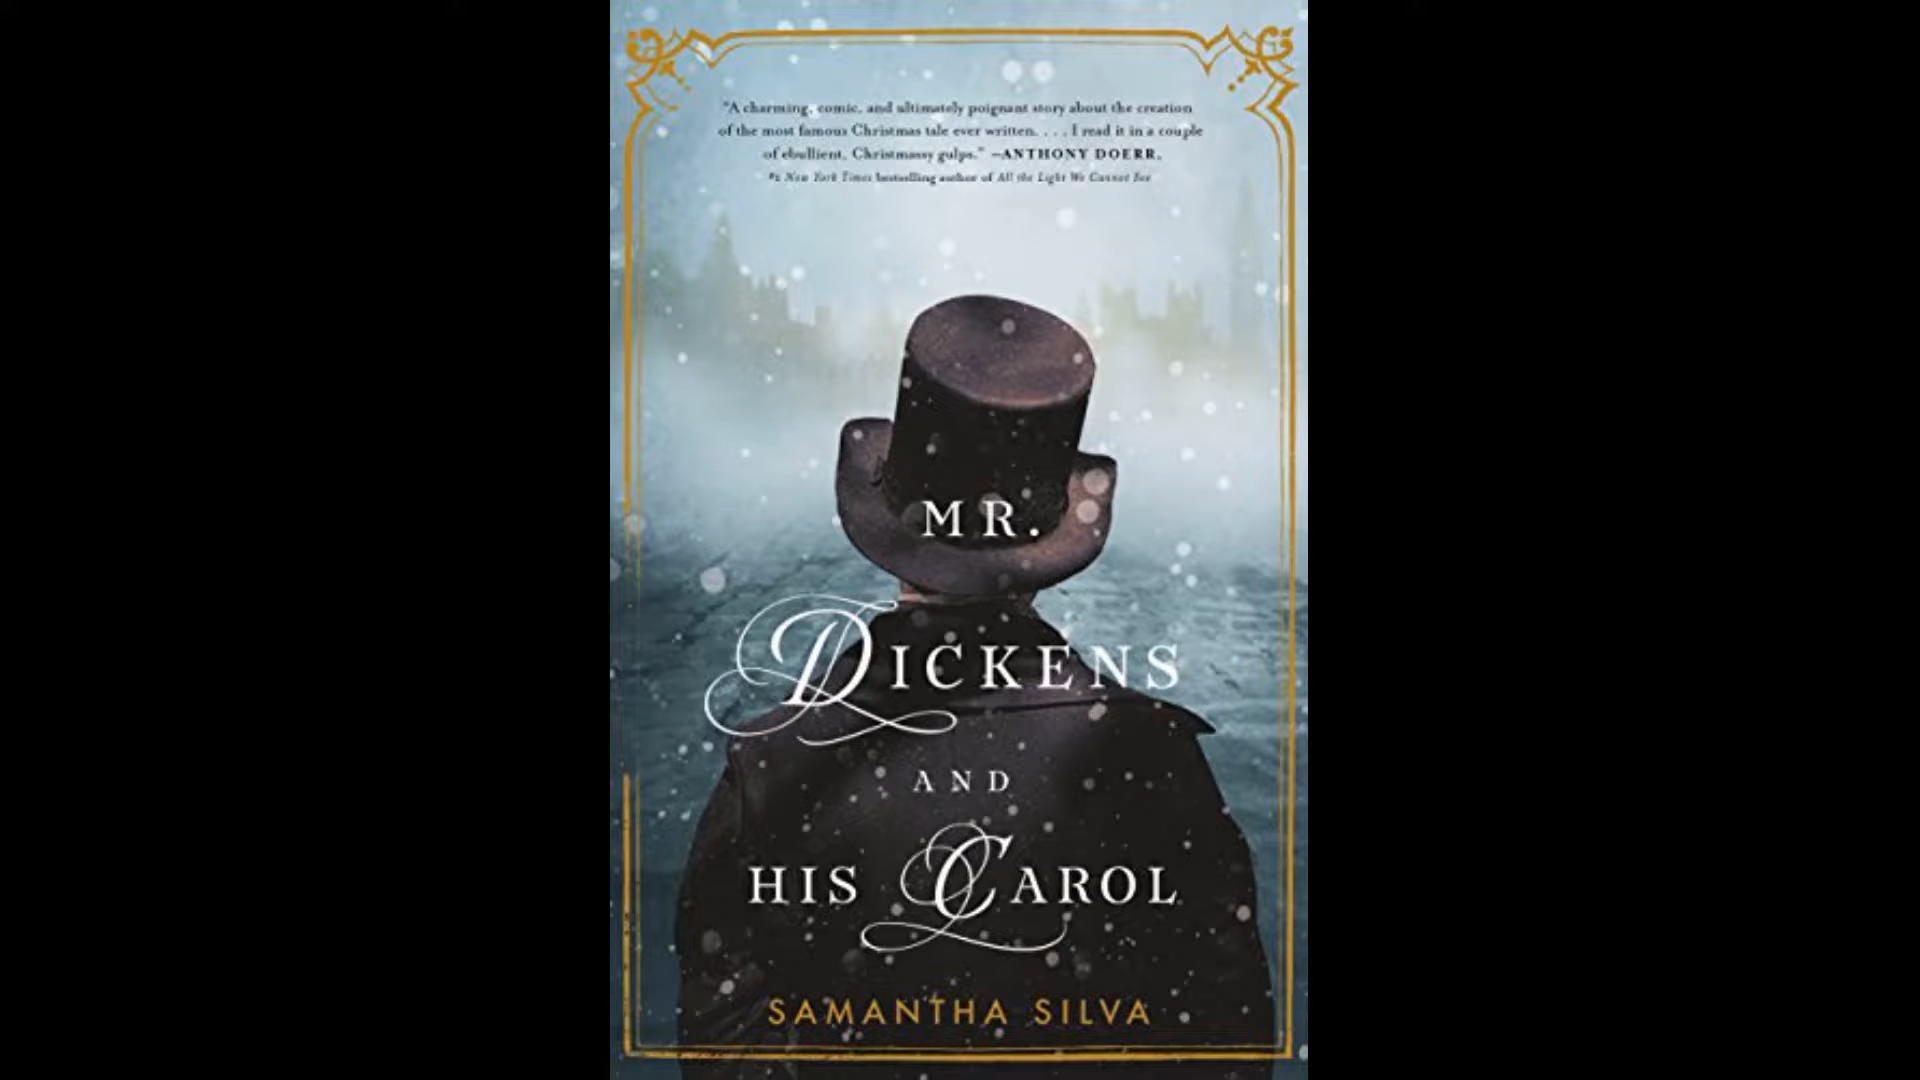 "A charming, comic, and ultimately poignant story about the creation
of the most famous Christmas tale ever written. . . . I read it in a couple
of ebullient, Christmassy gulps." —ANTHONY DOERR,
#1 New York Times bestselling author of All the Light We Cannot See
MR.
DICKENS
AND
HIS CAROL
SAMANTHA SILVA